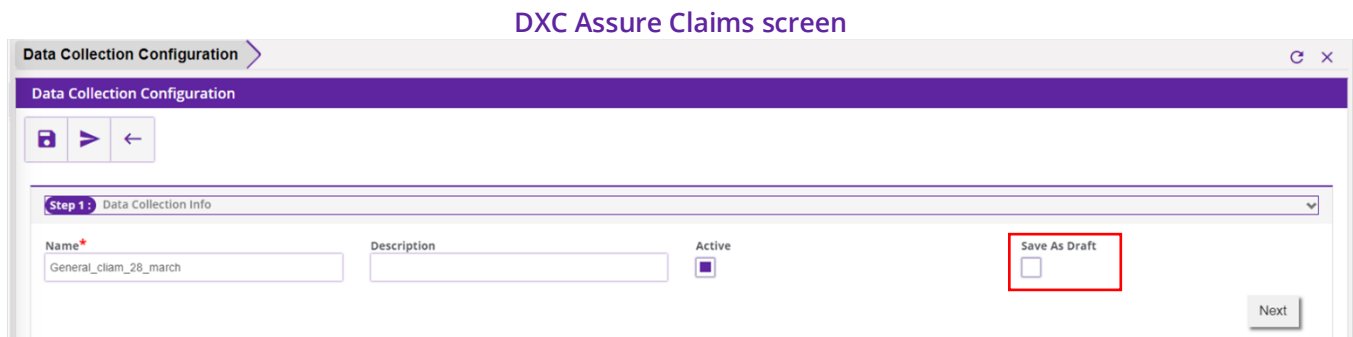 DXC Assure Claims screen
Data Collection Configuration
Data Collection Configuration
Step 1 : Data Collection Info
Name* Description Active Save As Draft
General_cliam_28_march
Next